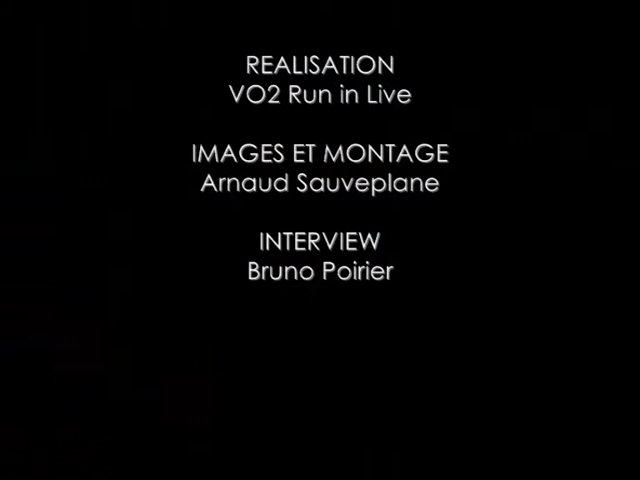 REALISATION
VO2 Run in Live
IMAGES ET MONTAGE
Arnaud Sauveplane
INTERVIEW
Bruno Poirier